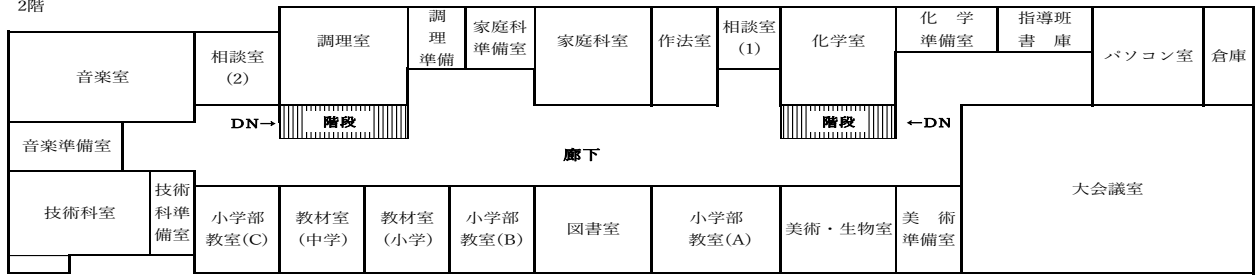 2階
音楽室
相談室
(2)
調理室
調
理
準備
家庭科
準備室
家庭科室
作法室
相談室
(1)
化学室
化 学
準備室
指導班
書 庫
パソコン室
倉庫
DN→
階段
階段
←DN
音楽準備室
廊下
技術科室
技術
科準
備室
小学部
教室(C)
教材室
(中学)
教材室
(小学)
小学部
教室(B)
図書室
小学部
教室(A)
美術・生物室
美 術
準備室
大会議室